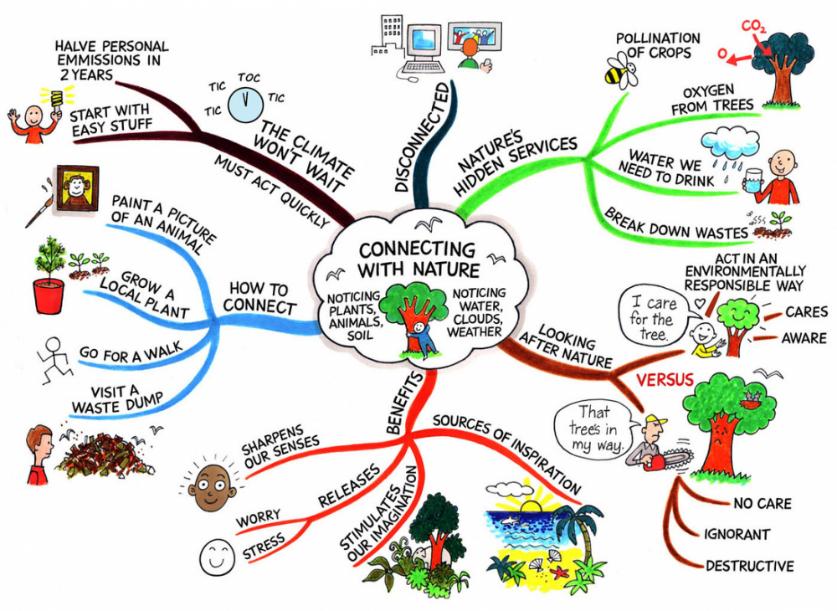 CONNECTING
WITH NATURE
NOTICING
PLANTS,
ANIMALS,
SOIL
NOTICING
WATER,
CLOUDS,
WEATHER
DISCONNECTED
NATURE'S
HIDDEN SERVICES
POLLINATION
OF CROPS
OXYGEN
FROM TREES
CO₂
O
WATER WE
NEED TO DRINK
BREAK DOWN WASTES
LOOKING
AFTER NATURE
ACT IN AN
ENVIRONMENTALLY
RESPONSIBLE WAY
I care
for the
tree.
CARES
AWARE
VERSUS
That
tree's in
my way.
NO CARE
IGNORANT
DESTRUCTIVE
BENEFITS
SOURCES OF INSPIRATION
STIMULATES
OUR IMAGINATION
RELEASES
WORRY
STRESS
SHARPENS
OUR SENSES
HOW TO
CONNECT
PAINT A PICTURE
OF AN ANIMAL
GROW A
LOCAL PLANT
GO FOR A WALK
VISIT A
WASTE DUMP
THE CLIMATE
WON'T WAIT
MUST ACT QUICKLY
TIC
TIC
TOC
TIC
HALVE PERSONAL
EMMISSIONS IN
2 YEARS
START WITH
EASY STUFF